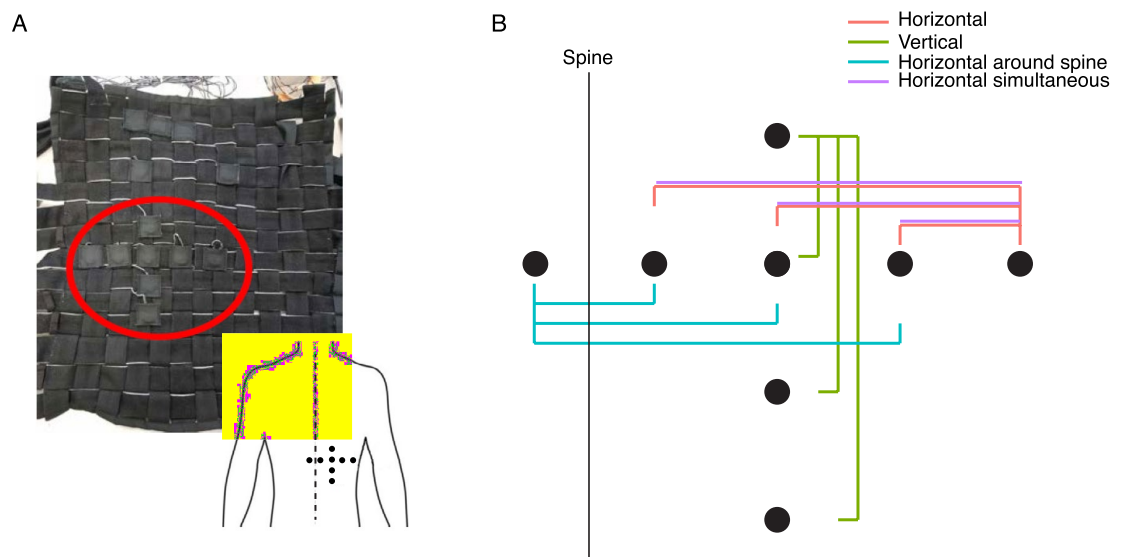 A
B
Horizontal
Vertical
Horizontal around spine
Horizontal simultaneous
Spine